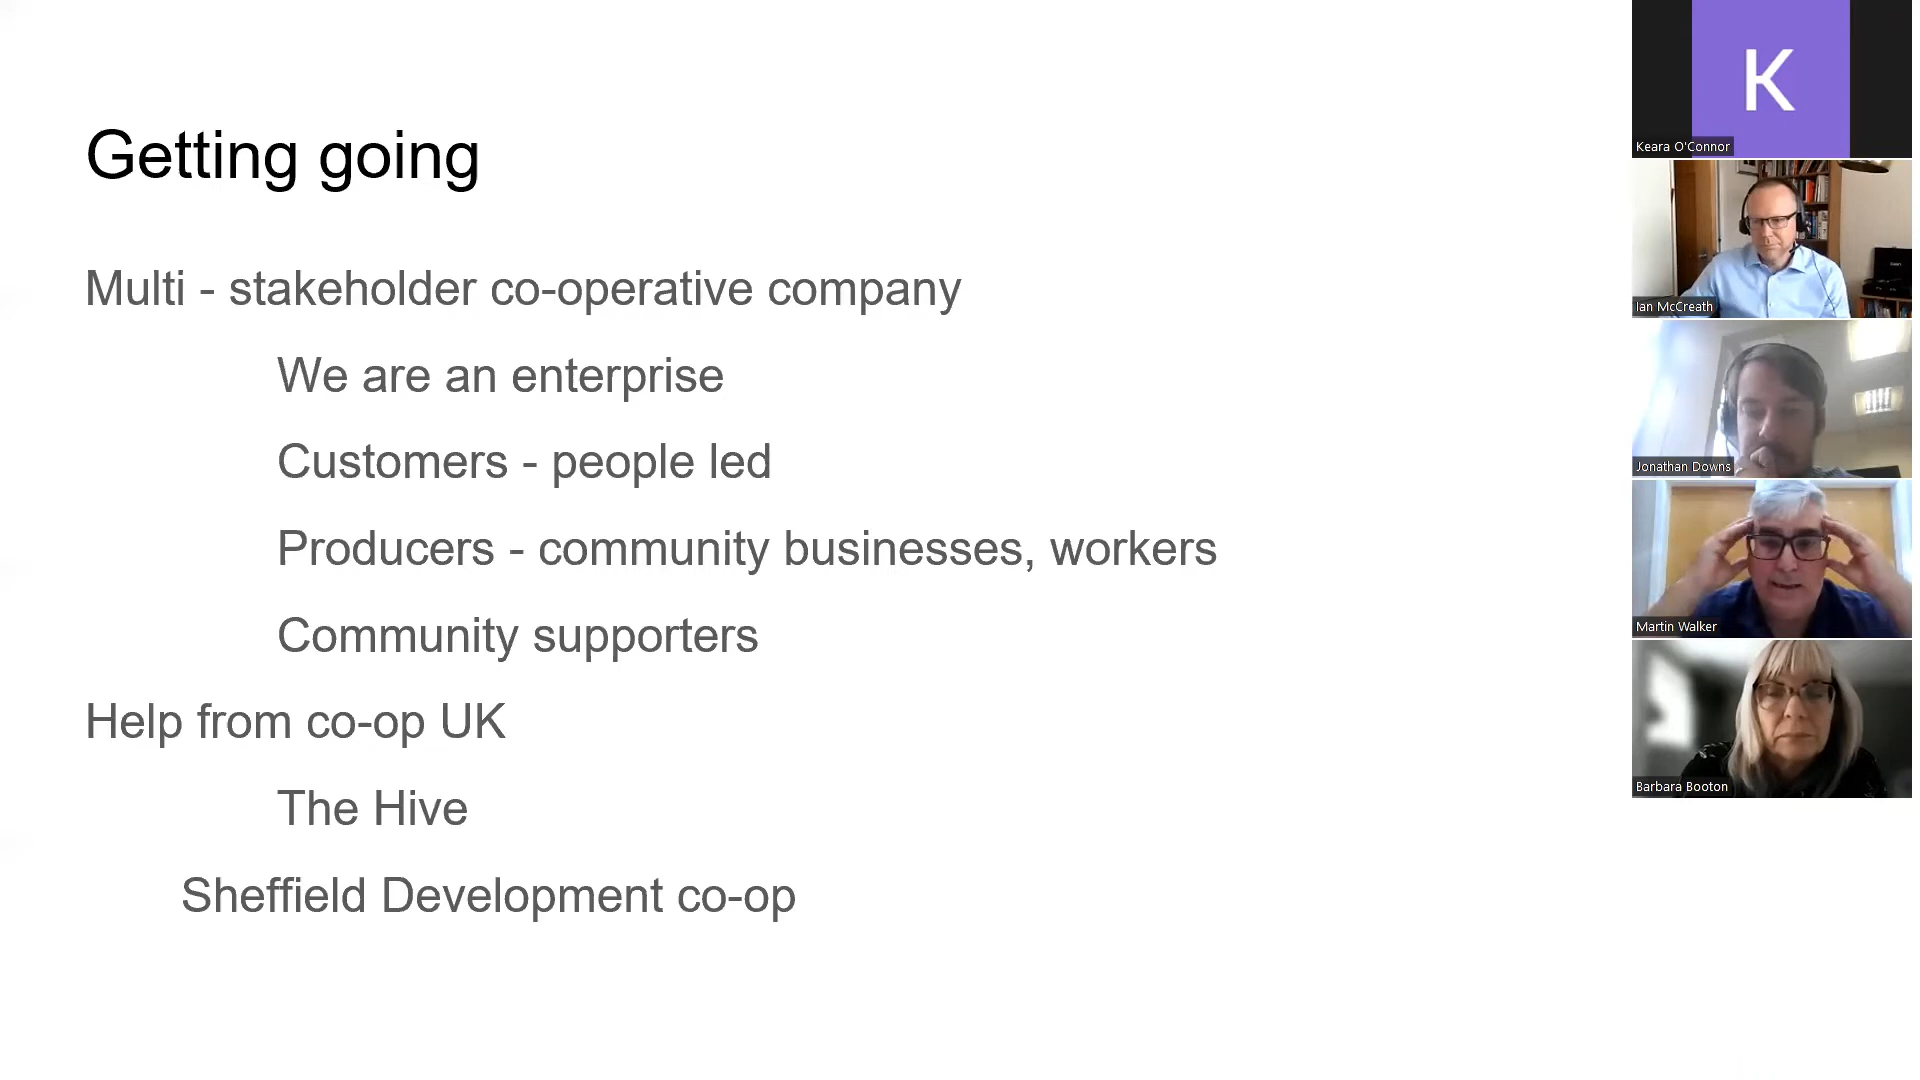 Getting going
Multi - stakeholder co-operative company
We are an enterprise
Customers - people led
Producers - community businesses, workers
Community supporters
Help from co-op UK
The Hive
Sheffield Development co-op
K
Keara O'Connor
Ian McCreath
Jonathan Downs
Martin Walker
Barbara Booton